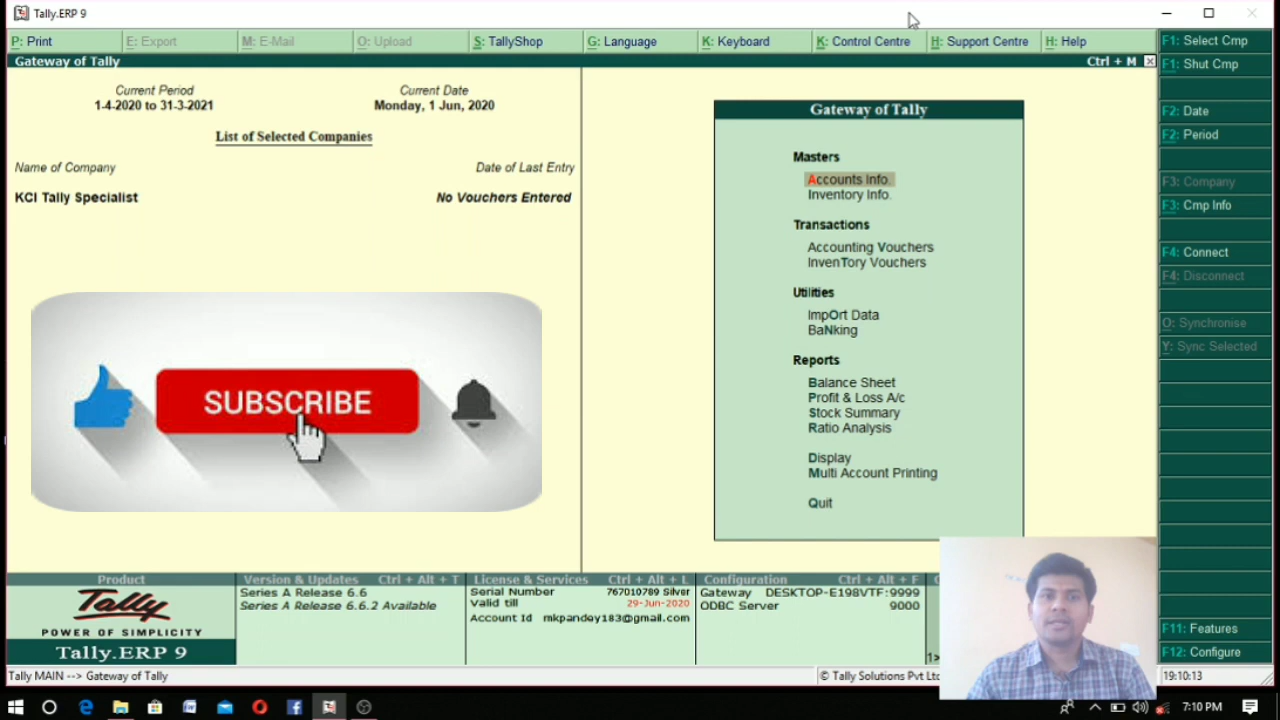 Tally.ERP 9
P: Print
E: Export
M: E-Mail
O: Upload
S: TallyShop
G: Language
K: Keyboard
K: Control Centre
H: Support Centre
H: Help
Gateway of Tally
Ctrl + M
Current Period
1-4-2020 to 31-3-2021
Current Date
Monday, 1 Jun, 2020
List of Selected Companies
Name of Company
Date of Last Entry
KCI Tally Specialist
No Vouchers Entered
SUBSCRIBE
Gateway of Tally
Masters
Accounts Info.
Inventory Info.
Transactions
Accounting Vouchers
InvenTory Vouchers
Utilities
ImpOrt Data
BaNking
Reports
Balance Sheet
Profit & Loss A/c
Stock Summary
Ratio Analysis
Display
Multi Account Printing
Quit
F1: Select Cmp
F1: Shut Cmp
F2: Date
F2: Period
F3: Company
F3: Cmp Info
F4: Connect
F4: Disconnect
O: Synchronise
Y: Sync Selected
F11: Features
F12: Configure
Product
Tally
POWER OF SIMPLICITY
Tally.ERP 9
Version & Updates Ctrl + Alt + T
Series A Release 6.6
Series A Release 6.6.2 Available
License & Services Ctrl + Alt + L
Serial Number 767010789 Silver
Valid till 29-Jun-2020
Account Id mkpandey183@gmail.com
Configuration Ctrl + Alt + F
Gateway DESKTOP-E198VTF:9999
ODBC Server 9000
1>
Tally MAIN --> Gateway of Tally
© Tally Solutions Pvt Ltd
19:10:13
7:10 PM